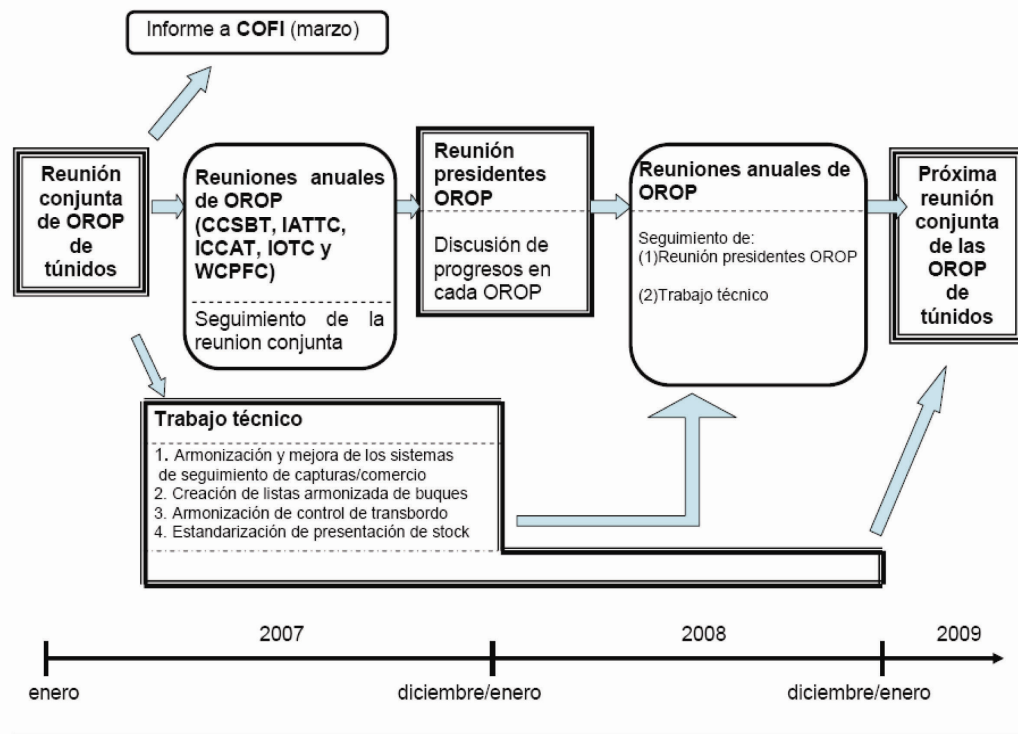 Informe a COFI (marzo)
Reunión
conjunta
de OROP
de
túnidos
Reuniones anuales
de OROP
(CCSBT, IATTC,
ICCAT, IOTC y
WCPFC)
Seguimiento de la
reunion conjunta
Reunión
presidentes
OROP
Discusión de
progresos en
cada OROP
Reuniones anuales de
OROP
Seguimiento de:
(1)Reunión presidentes OROP
(2)Trabajo técnico
Próxima
reunión
conjunta
de las
OROP
de
túnidos
Trabajo técnico
1. Armonización y mejora de los sistemas
de seguimiento de capturas/comercio
2. Creación de listas armonizada de buques
3. Armonización de control de transbordo
4. Estandarización de presentación de stock
2007
2008
2009
enero
diciembre/enero
diciembre/enero